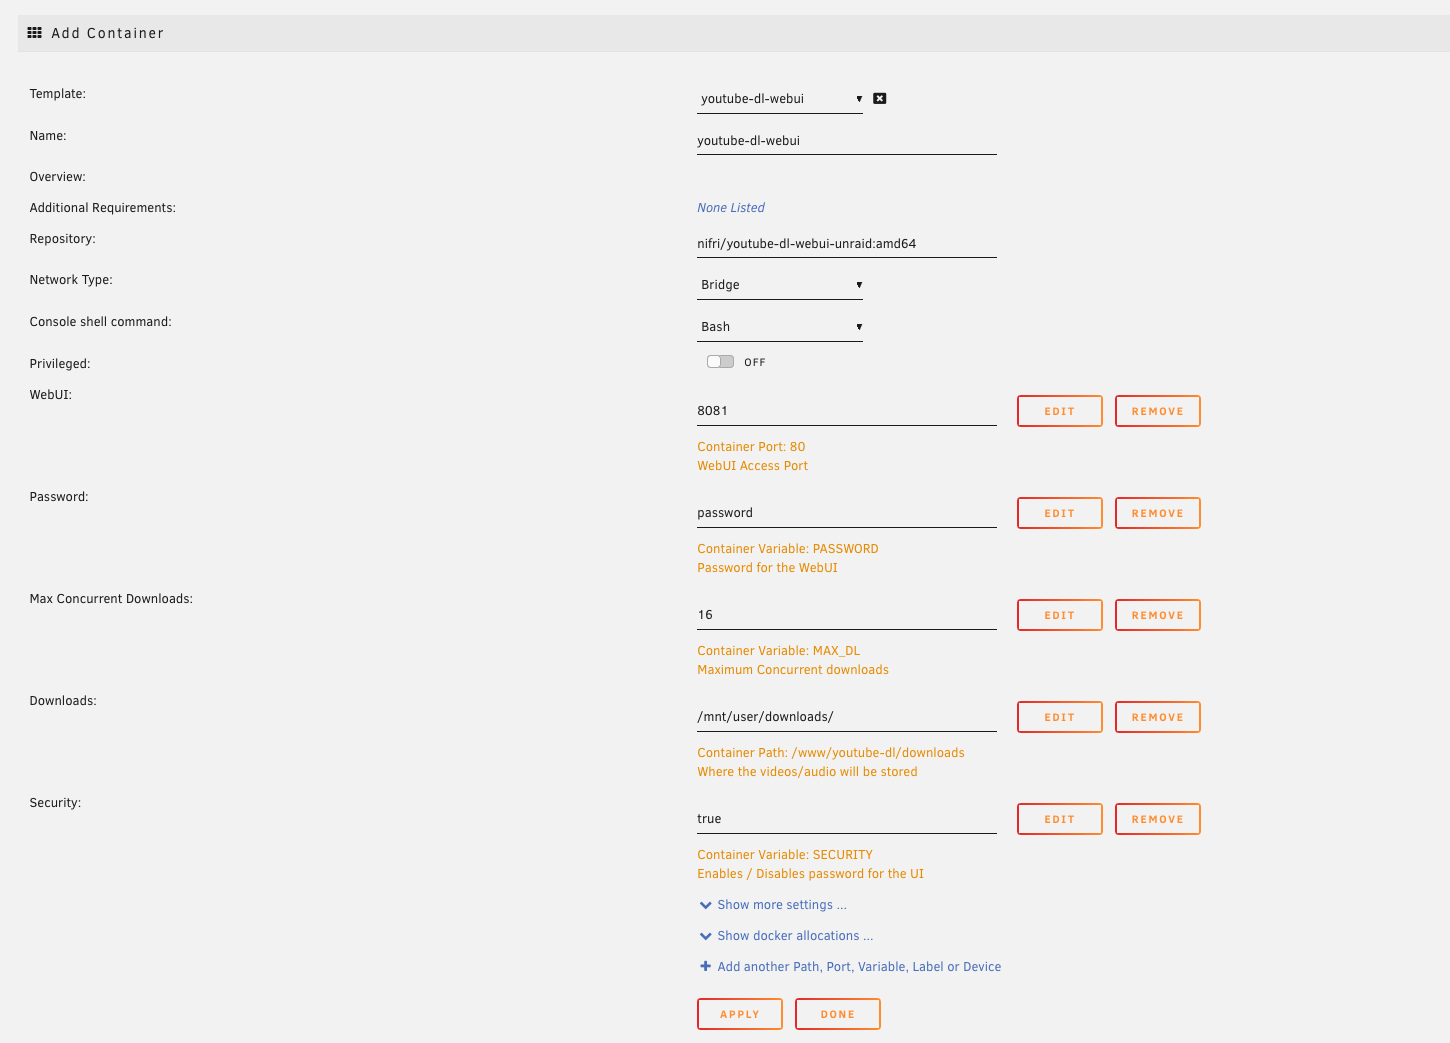 Add Container
Template:
youtube-dl-webui
Name:
youtube-dl-webui
Overview:
Additional Requirements:
None Listed
Repository:
nifri/youtube-dl-webui-unraid:amd64
Network Type:
Bridge
Console shell command:
Bash
Privileged:
OFF
WebUI:
8081
EDIT
REMOVE
Container Port: 80
WebUI Access Port
Password:
password
EDIT
REMOVE
Container Variable: PASSWORD
Password for the WebUI
Max Concurrent Downloads:
16
EDIT
REMOVE
Container Variable: MAX_DL
Maximum Concurrent downloads
Downloads:
/mnt/user/downloads/
EDIT
REMOVE
Container Path: /www/youtube-dl/downloads
Where the videos/audio will be stored
Security:
true
EDIT
REMOVE
Container Variable: SECURITY
Enables / Disables password for the UI
Show more settings ...
Show docker allocations ...
Add another Path, Port, Variable, Label or Device
APPLY
DONE